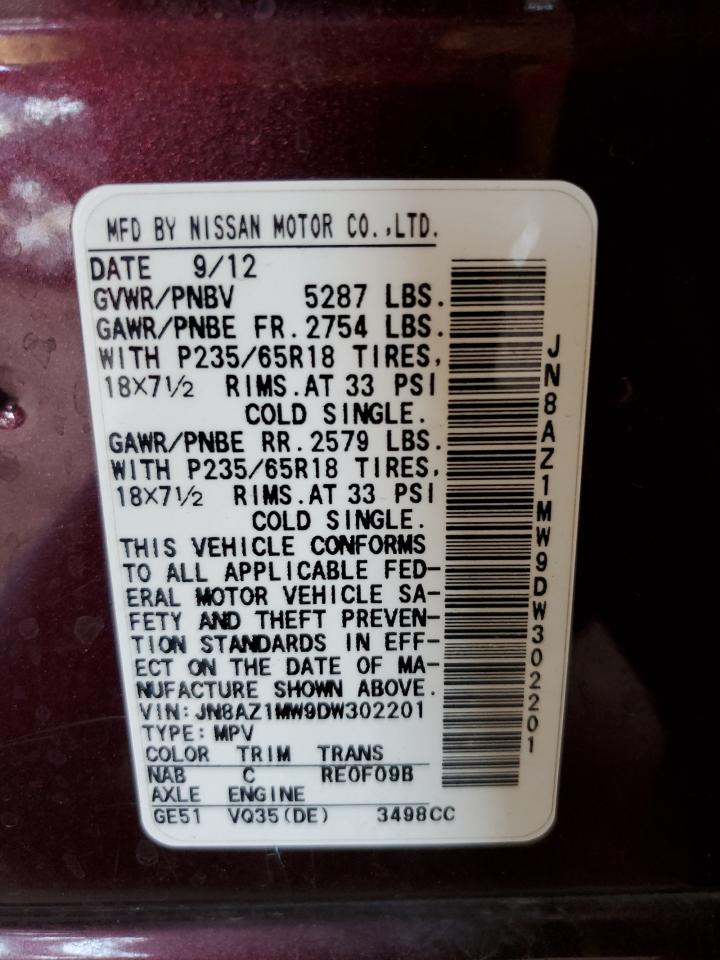 MFD BY NISSAN MOTOR CO.,LTD.
DATE 9/12
GVWR/PNBV 5287 LBS.
GAWR/PNBE FR.2754 LBS.
WITH P235/65R18 TIRES,
18X7½ RIMS.AT 33 PSI
COLD SINGLE.
GAWR/PNBE RR.2579 LBS.
WITH P235/65R18 TIRES,
18X7½ RIMS.AT 33 PSI
COLD SINGLE.
THIS VEHICLE CONFORMS
TO ALL APPLICABLE FED-
ERAL MOTOR VEHICLE SA-
FETY AND THEFT PREVEN-
TION STANDARDS IN EFF-
ECT ON THE DATE OF MA-
NUFACTURE SHOWN ABOVE.
VIN:JN8AZ1MW9DW302201
TYPE:MPV
COLOR TRIM TRANS
NAB C RE0F09B
AXLE ENGINE
GE51 VQ35(DE) 3498CC
JN8AZ1MW9DW302201